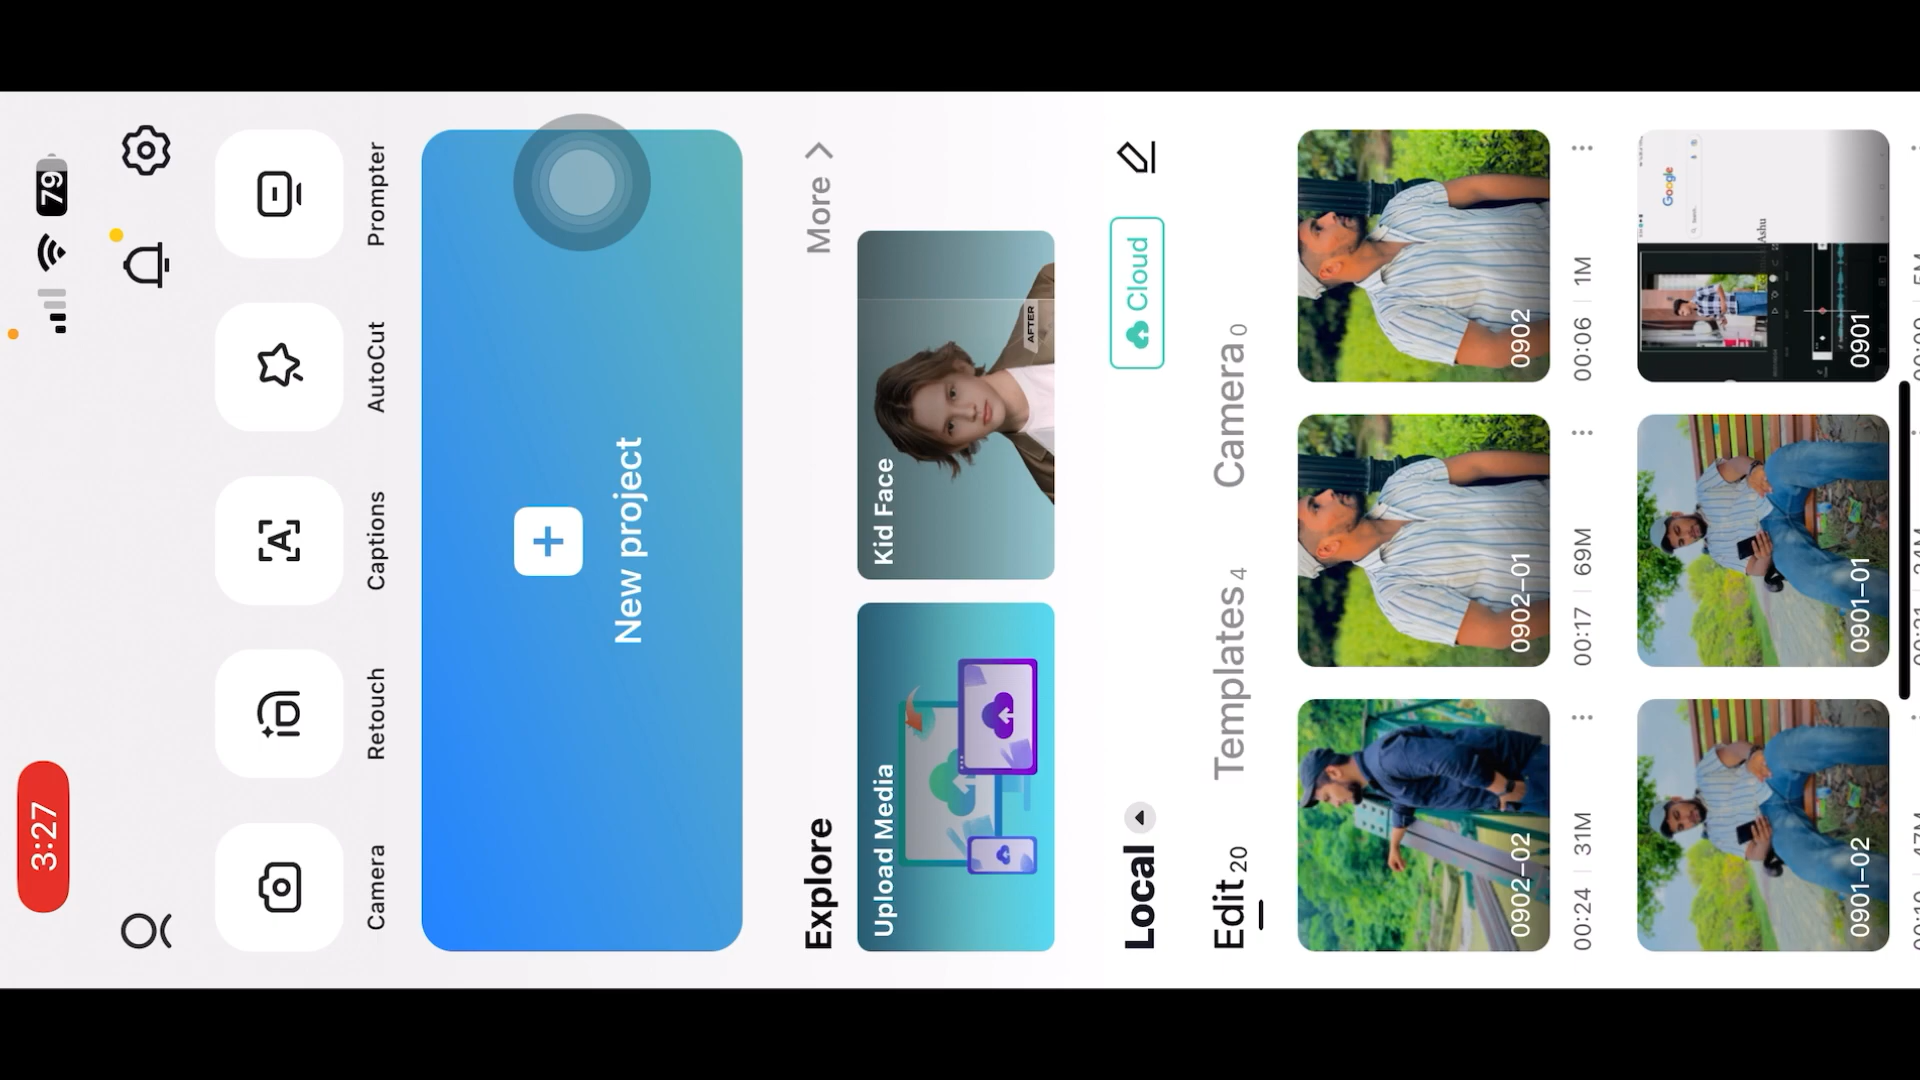 3:27
79
Camera
Retouch
Captions
AutoCut
Prompter
New project
Explore
More
Upload Media
Kid Face
AFTER
Local
Cloud
Edit 20
Templates 4
Camera 0
0902-02
0902-01
0902
00:24 31M
00:17 69M
00:06 1M
0901-02
0901-01
0901
Google
Ashu